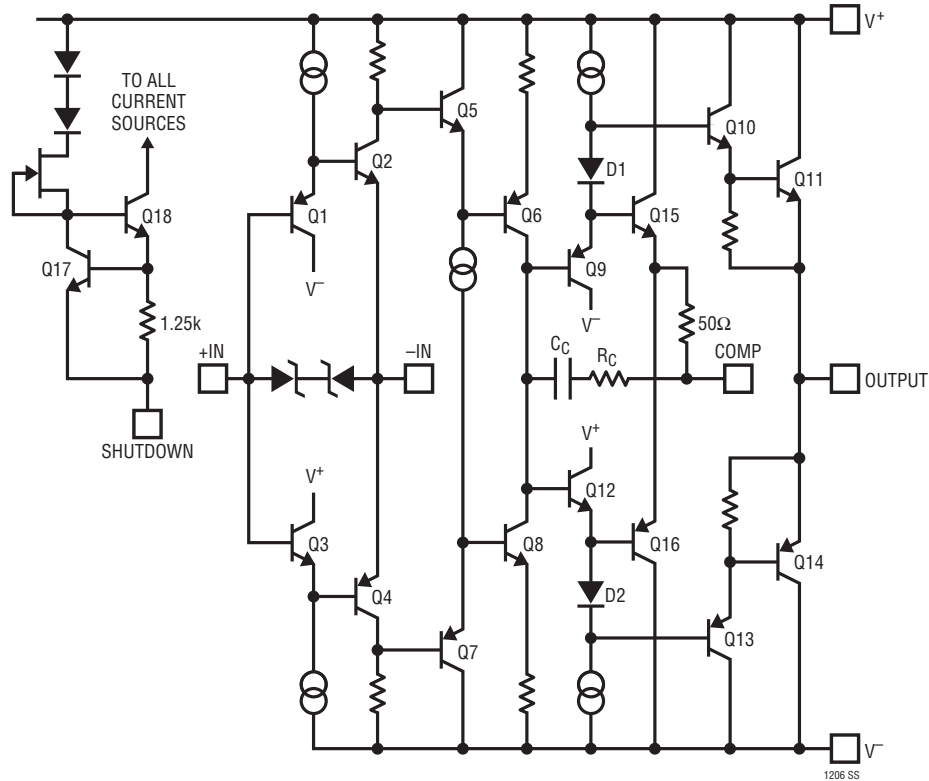 V+
TO ALL
CURRENT
SOURCES
Q5
Q10
Q2
D1
Q11
Q18
Q1
Q6
Q15
Q17
Q9
V–
V–
1.25k
50Ω
+IN
–IN
CC
RC
COMP
OUTPUT
SHUTDOWN
V+
V+
Q12
Q3
Q8
Q16
Q14
Q4
D2
Q7
Q13
V–
1206 SS